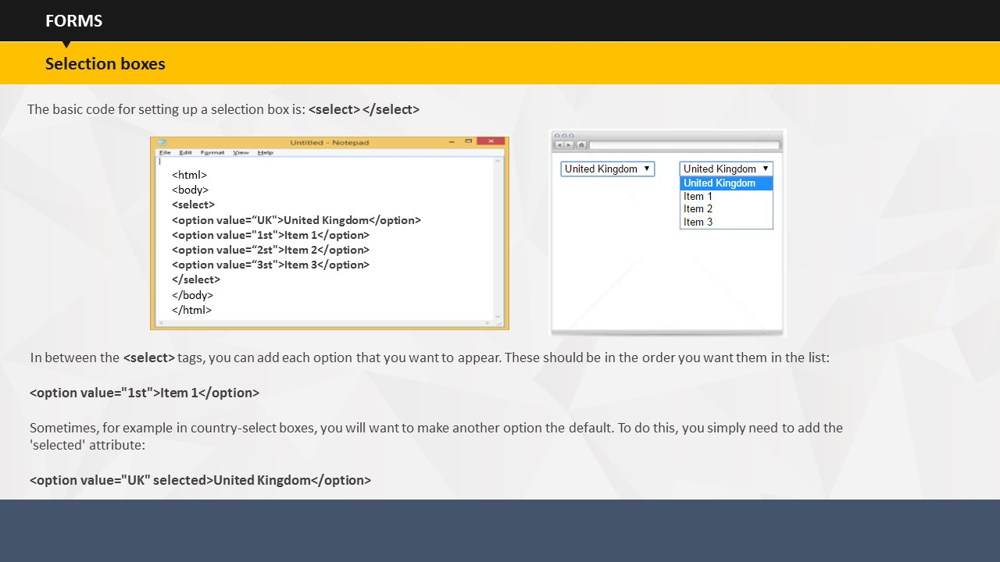 FORMS
Selection boxes
The basic code for setting up a selection box is: <select></select>
Untitled - Notepad
File Edit Format View Help
<html>
<body>
<select>
<option value=“UK">United Kingdom</option>
<option value="1st">Item 1</option>
<option value=“2st">Item 2</option>
<option value=“3st">Item 3</option>
</select>
</body>
</html>
United Kingdom
United Kingdom
United Kingdom
Item 1
Item 2
Item 3
In between the <select> tags, you can add each option that you want to appear. These should be in the order you want them in the list:
<option value="1st">Item 1</option>
Sometimes, for example in country-select boxes, you will want to make another option the default. To do this, you simply need to add the
'selected' attribute:
<option value="UK" selected>United Kingdom</option>